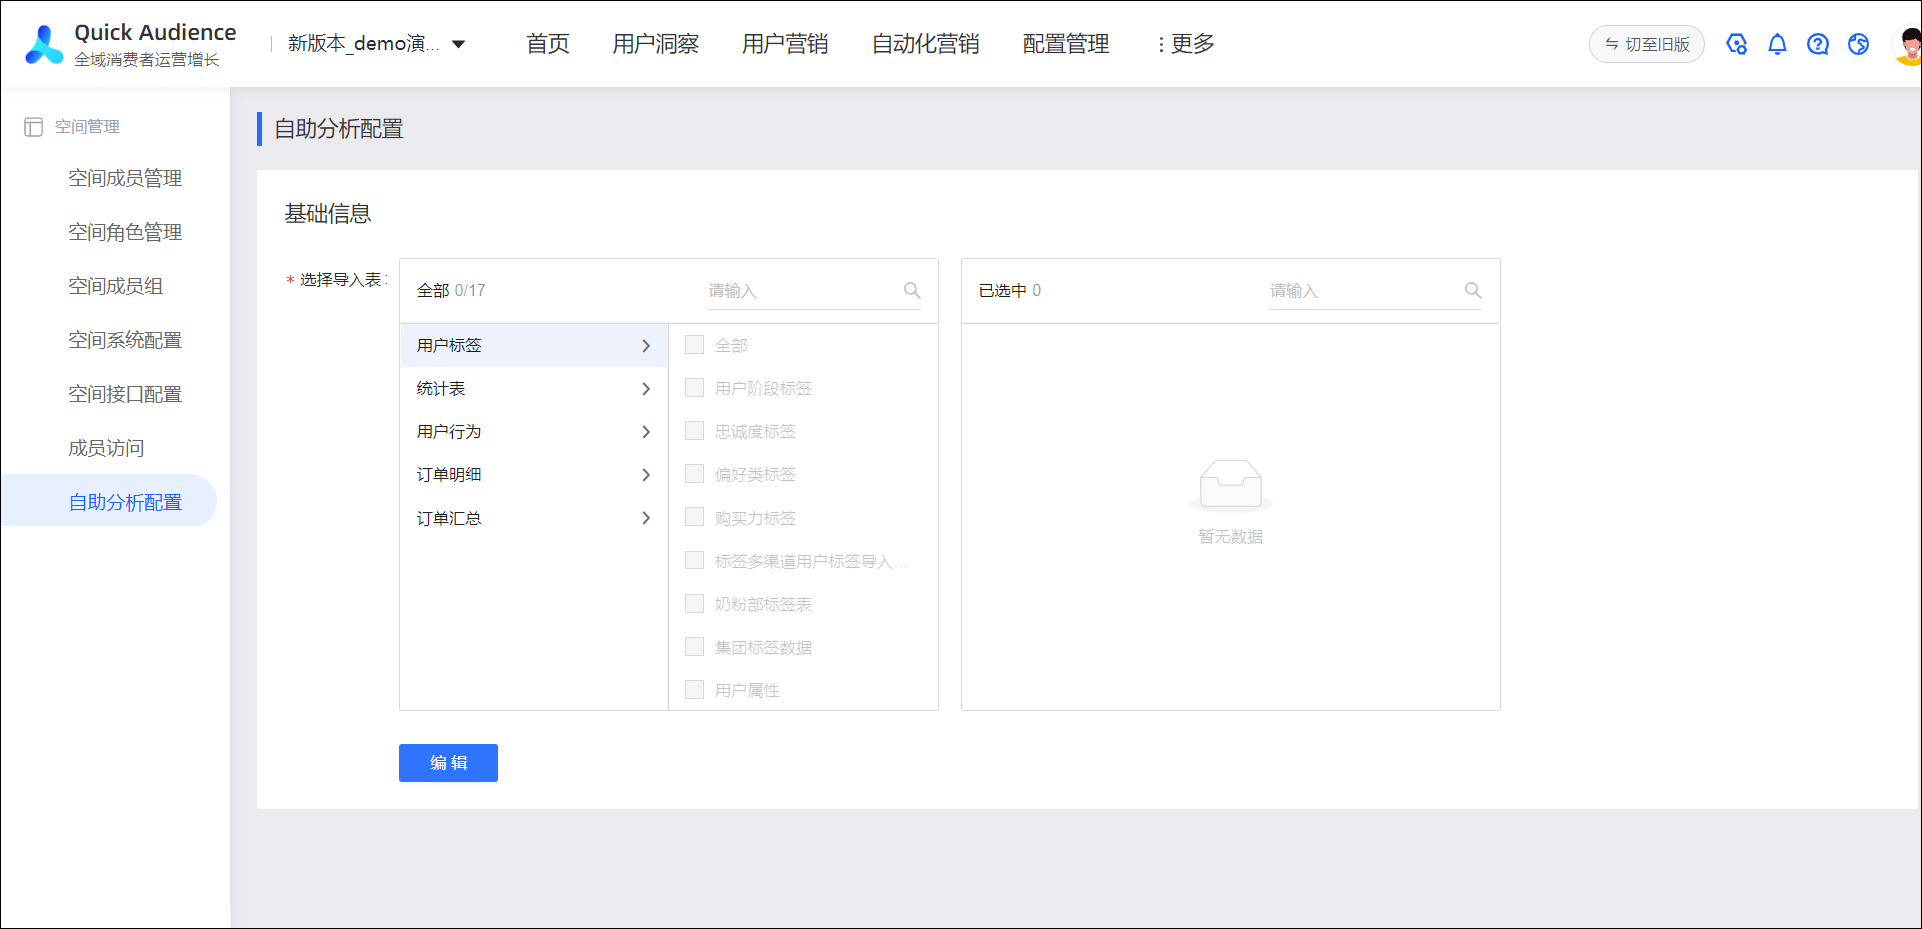 Quick Audience
全域消费者运营增长
新版本_demo演...
首页
用户洞察
用户营销
自动化营销
配置管理
更多
切至旧版
空间管理
空间成员管理
空间角色管理
空间成员组
空间系统配置
空间接口配置
成员访问
自助分析配置
自助分析配置
基础信息
* 选择导入表:
全部 0/17
请输入
用户标签
统计表
用户行为
订单明细
订单汇总
全部
用户阶段标签
忠诚度标签
偏好类标签
购买力标签
标签多渠道用户标签导入...
奶粉部标签表
集团标签数据
用户属性
已选中 0
请输入
暂无数据
编 辑